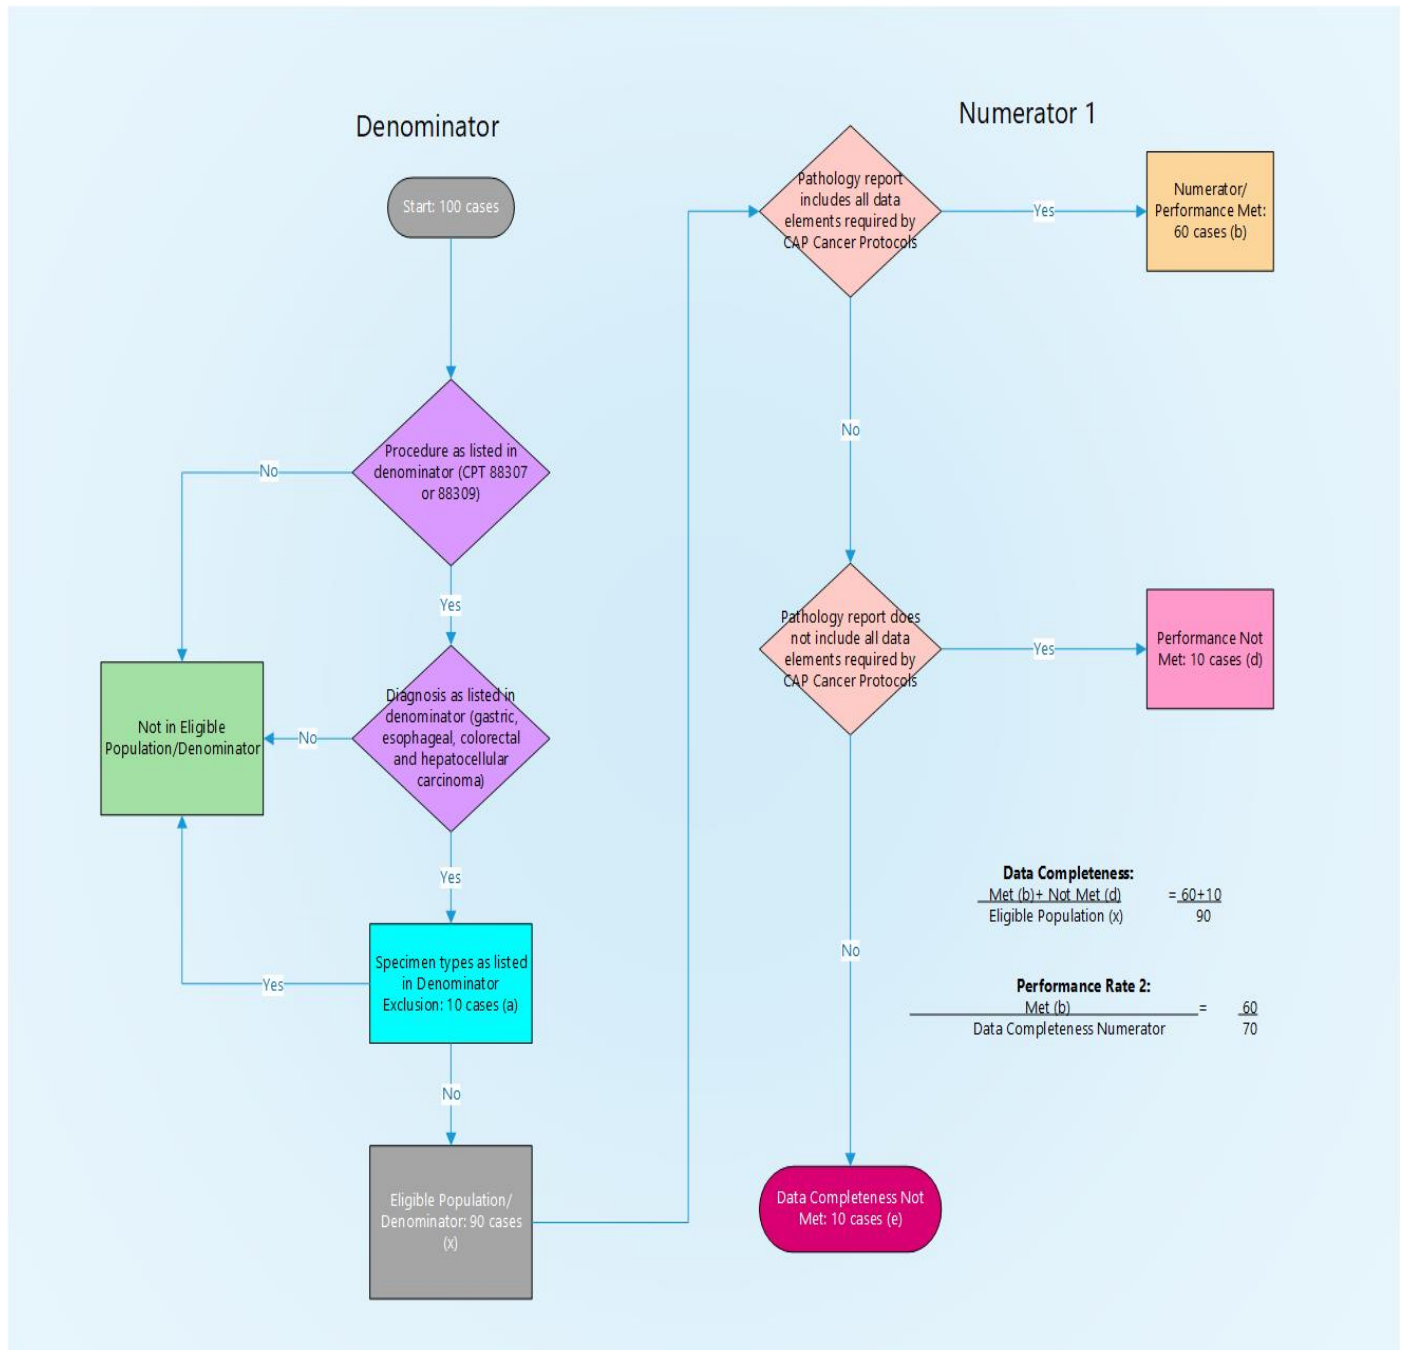 Denominator
Start: 100 cases
Procedure as listed in
denominator (CPT 88307
or 88309)
No
Yes
Diagnosis as listed in
denominator (gastric,
esophageal, colorectal
and hepatocellular
carcinoma)
No
Not in Eligible
Population/Denominator
Yes
Specimen types as listed
in Denominator
Exclusion: 10 cases (a)
Yes
No
Eligible Population/
Denominator: 90 cases
(x)
Numerator 1
Pathology report
includes all data
elements required by
CAP Cancer Protocols
Yes
Numerator/
Performance Met:
60 cases (b)
No
Pathology report does
not include all data
elements required by
CAP Cancer Protocols
Yes
Performance Not
Met: 10 cases (d)
No
Data Completeness Not
Met: 10 cases (e)
Data Completeness:
Met (b)+ Not Met (d) = 60+10
Eligible Population (x) 90
Performance Rate 2:
Met (b) = 60
Data Completeness Numerator 70